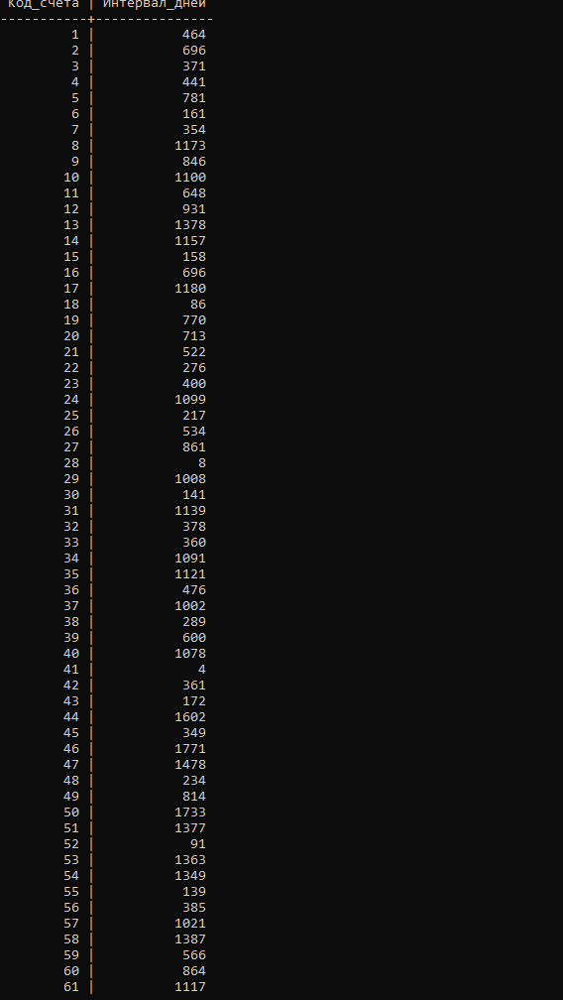 Код_счета | Интервал_дней
-----------+---------------
1 | 464
2 | 696
3 | 371
4 | 441
5 | 781
6 | 161
7 | 354
8 | 1173
9 | 846
10 | 1100
11 | 648
12 | 931
13 | 1378
14 | 1157
15 | 158
16 | 696
17 | 1180
18 | 86
19 | 770
20 | 713
21 | 522
22 | 276
23 | 400
24 | 1099
25 | 217
26 | 534
27 | 861
28 | 8
29 | 1008
30 | 141
31 | 1139
32 | 378
33 | 360
34 | 1091
35 | 1121
36 | 476
37 | 1002
38 | 289
39 | 600
40 | 1078
41 | 4
42 | 361
43 | 172
44 | 1602
45 | 349
46 | 1771
47 | 1478
48 | 234
49 | 814
50 | 1733
51 | 1377
52 | 91
53 | 1363
54 | 1349
55 | 139
56 | 385
57 | 1021
58 | 1387
59 | 566
60 | 864
61 | 1117